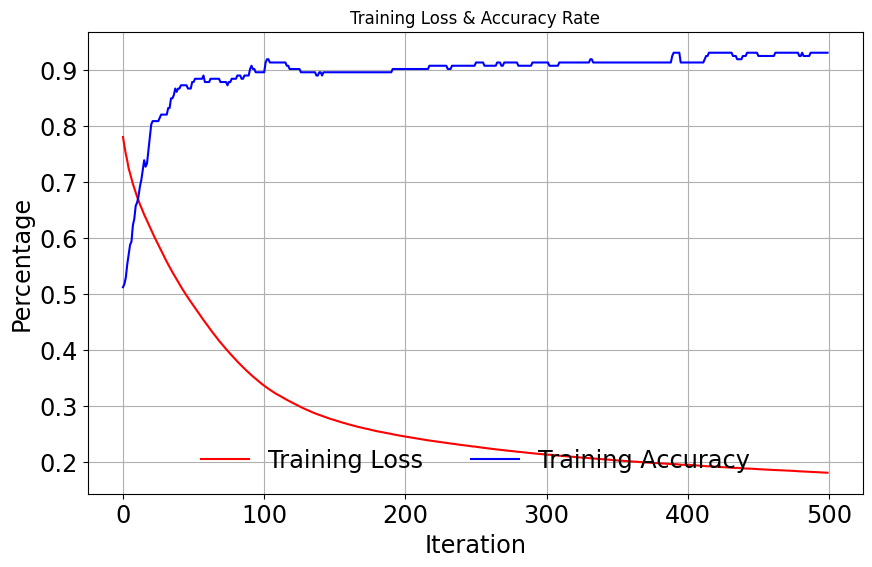 Training Loss & Accuracy Rate
0.9
0.8
0.7
0.6
0.5
0.4
0.3
0.2
Percentage
Training Loss
Training Accuracy
0
100
200
300
400
500
Iteration